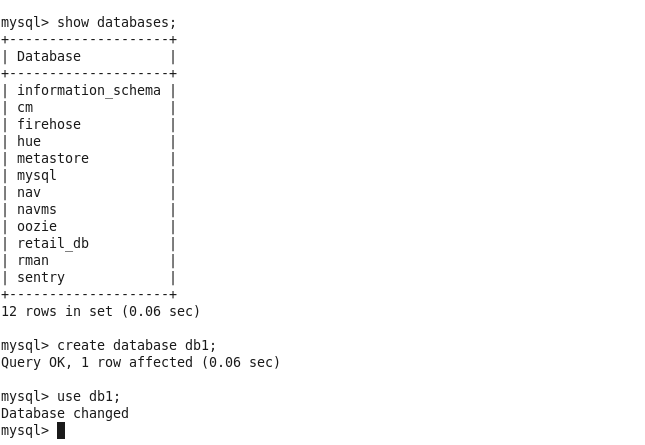 mysql> show databases;
+--------------------+
| Database           |
+--------------------+
| information_schema |
| cm                 |
| firehose           |
| hue                |
| metastore          |
| mysql              |
| nav                |
| navms              |
| oozie              |
| retail_db          |
| rman               |
| sentry             |
+--------------------+
12 rows in set (0.06 sec)

mysql> create database db1;
Query OK, 1 row affected (0.06 sec)

mysql> use db1;
Database changed
mysql>